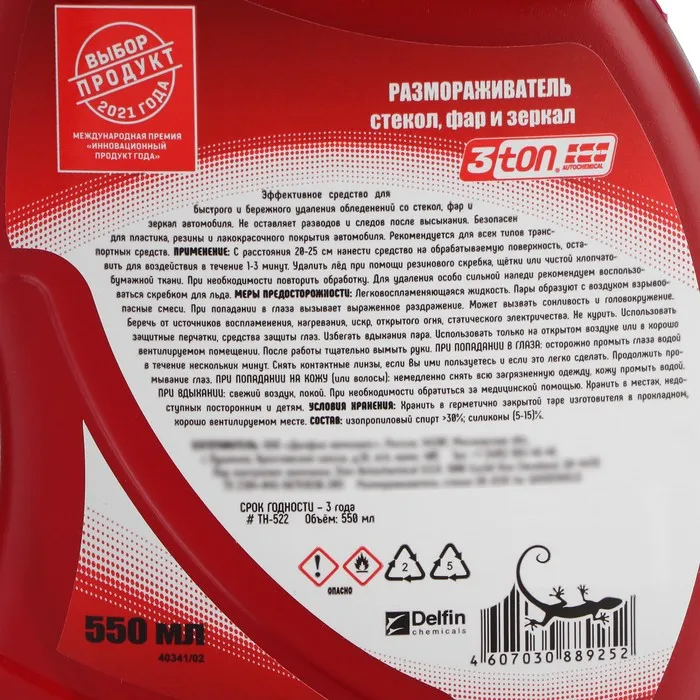 ВЫБОР
ПРОДУКТ
2021 ГОДА
МЕЖДУНАРОДНАЯ ПРЕМИЯ
«ИННОВАЦИОННЫЙ
ПРОДУКТ ГОДА»
РАЗМОРАЖИВАТЕЛЬ
стекол, фар и зеркал
3ton®
AUTOCHEMICAL
Эффективное средство для
быстрого и бережного удаления обледенений со стекол, фар и
зеркал автомобиля. Не оставляет разводов и следов после высыхания. Безопасен
для пластика, резины и лакокрасочного покрытия автомобиля. Рекомендуется для всех типов транс-
портных средств. ПРИМЕНЕНИЕ: С расстояния 20-25 см нанести средство на обрабатываемую поверхность, оста-
вить для воздействия в течение 1-3 минут. Удалить лёд при помощи резинового скребка, щётки или чистой хлопчато-
бумажной ткани. При необходимости повторить обработку. Для удаления особо сильной наледи рекомендуем воспользо-
ваться скребком для льда. МЕРЫ ПРЕДОСТОРОЖНОСТИ: Легковоспламеняющаяся жидкость. Пары образуют с воздухом взрывоо-
пасные смеси. При попадании в глаза вызывает выраженное раздражение. Может вызвать сонливость и головокружение.
Беречь от источников воспламенения, нагревания, искр, открытого огня, статического электричества. Не курить. Использовать
защитные перчатки, средства защиты глаз. Избегать вдыхания пара. Использовать только на открытом воздухе или в хорошо
вентилируемом помещении. После работы тщательно вымыть руки. ПРИ ПОПАДАНИИ В ГЛАЗА: осторожно промыть глаза водой
в течение нескольких минут. Снять контактные линзы, если Вы ими пользуетесь и если это легко сделать. Продолжить про-
мывание глаз. ПРИ ПОПАДАНИИ НА КОЖУ (или волосы): немедленно снять всю загрязненную одежду, кожу промыть водой.
ПРИ ВДЫХАНИИ: свежий воздух, покой. При необходимости обратиться за медицинской помощью. Хранить в местах, недо-
ступных посторонним и детям. УСЛОВИЯ ХРАНЕНИЯ: Хранить в герметично закрытой таре изготовителя в прохладном,
хорошо вентилируемом месте. СОСТАВ: изопропиловый спирт >30%; силиконы (5-15)%.
СРОК ГОДНОСТИ – 3 года
# ТН-522 Объём: 550 мл
ОПАСНО
2
5
550 МЛ
40341/02
Delfin
chemicals
4 607030 889252